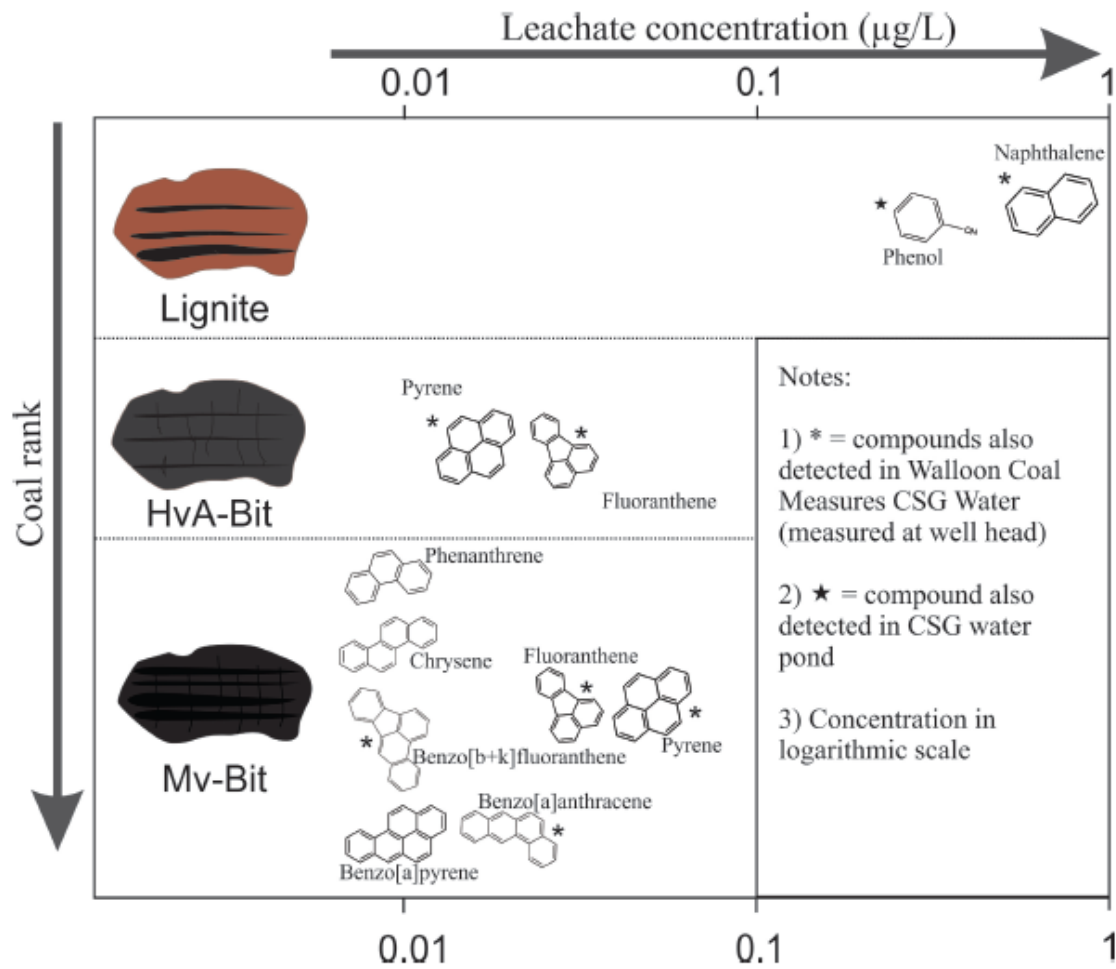 Leachate concentration (µg/L)
0.01 0.1 1
Coal rank
Lignite
Naphthalene
*
★
OH
Phenol
HvA-Bit
Pyrene
*
*
Fluoranthene
Mv-Bit
Phenanthrene
Chrysene
Fluoranthene
*
*
Pyrene
*
Benzo[b+k]fluoranthene
Benzo[a]anthracene
*
Benzo[a]pyrene
Notes:
1) * = compounds also
detected in Walloon Coal
Measures CSG Water
(measured at well head)
2) ★ = compound also
detected in CSG water
pond
3) Concentration in
logarithmic scale
0.01 0.1 1